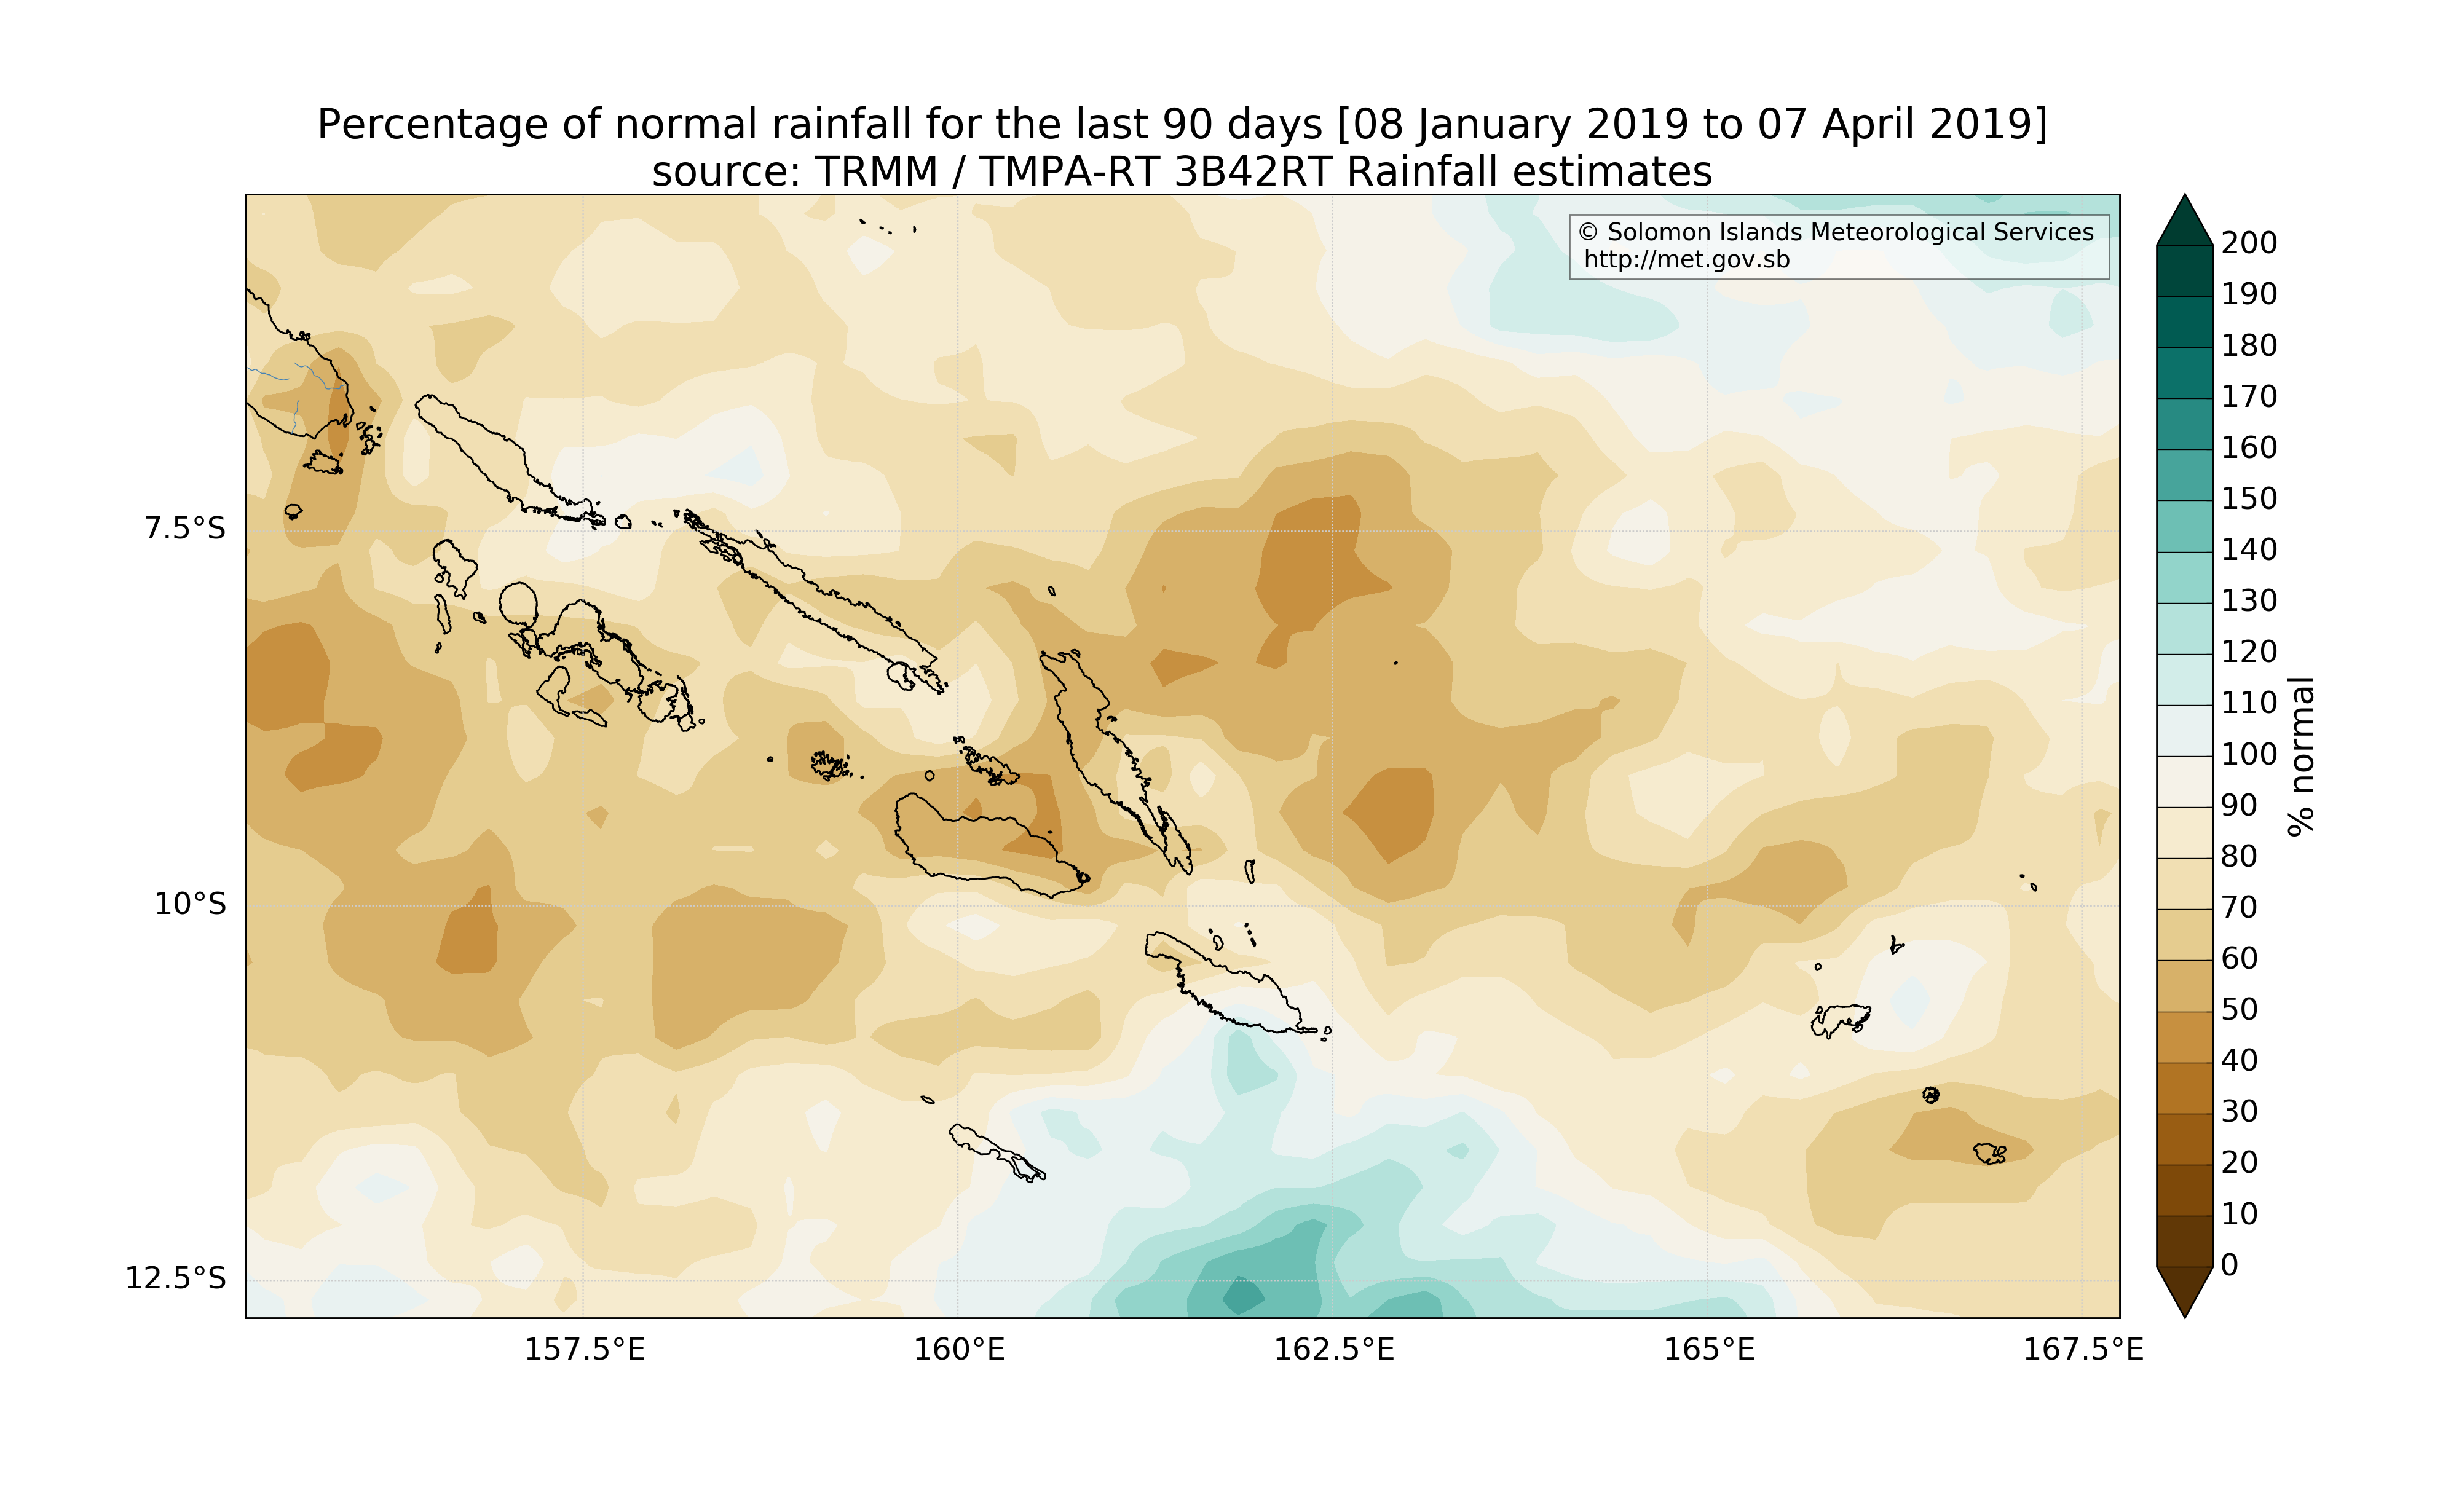 Percentage of normal rainfall for the last 90 days [08 January 2019 to 07 April 2019]
source: TRMM / TMPA-RT 3B42RT Rainfall estimates
© Solomon Islands Meteorological Services
http://met.gov.sb
7.5°S
10°S
12.5°S
157.5°E
160°E
162.5°E
165°E
167.5°E
200
190
180
170
160
150
140
130
120
110
100
90
80
70
60
50
40
30
20
10
0
% normal